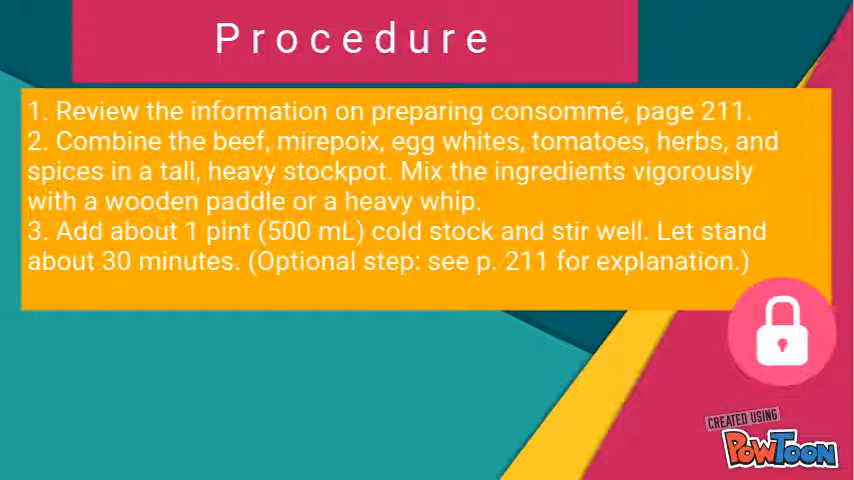 Procedure
1. Review the information on preparing consommé, page 211.
2. Combine the beef, mirepoix, egg whites, tomatoes, herbs, and
spices in a tall, heavy stockpot. Mix the ingredients vigorously
with a wooden paddle or a heavy whip.
3. Add about 1 pint (500 mL) cold stock and stir well. Let stand
about 30 minutes. (Optional step: see p. 211 for explanation.)
CREATED USING
POWTOON